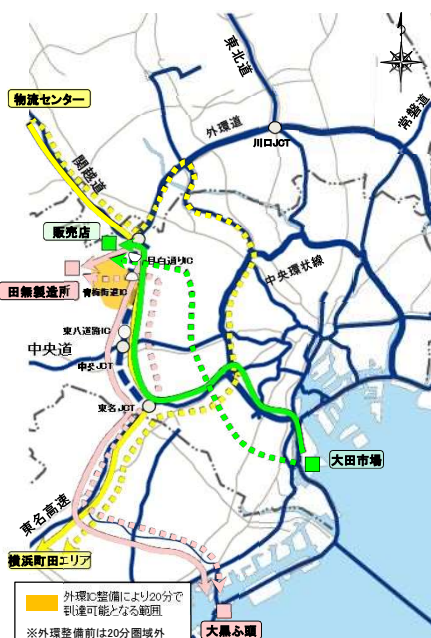 東北道
常磐道
物流センター
外環道
川口JCT
関越道
販売店
目白通りIC
中央環状線
田無製造所
青梅街道IC
東八道路IC
中央道
中央JCT
東名JCT
大田市場
東名高速
横浜町田エリア
外環IC整備により20分で
到達可能となる範囲
※外環整備前は20分圏域外
大黒ふ頭